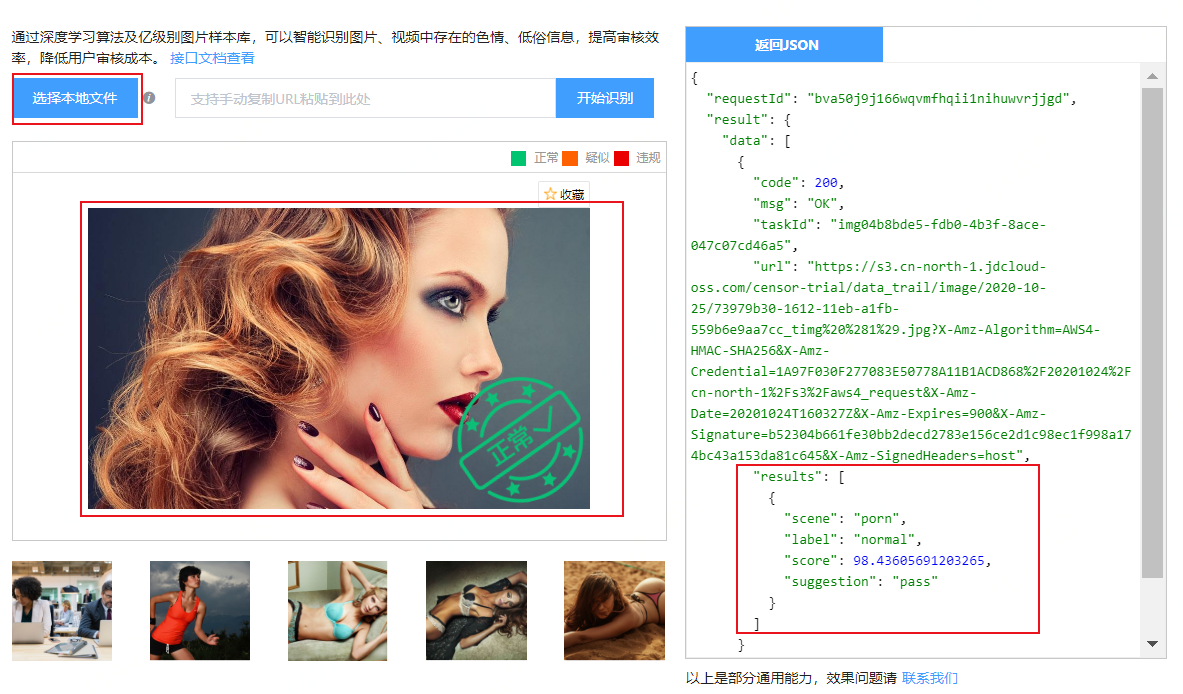 通过深度学习算法及亿级别图片样本库，可以智能识别图片、视频中存在的色情、低俗信息，提高审核效
率，降低用户审核成本。 接口文档查看
选择本地文件
支持手动复制URL粘贴到此处
开始识别
正常 疑似 违规
收藏
正常
返回JSON
{
"requestId": "bva50j9j166wqvmfhqii1nihuwvrjjgd",
"result": {
"data": [
{
"code": 200,
"msg": "OK",
"taskId": "img04b8bde5-fdb0-4b3f-8ace-
047c07cd46a5",
"url": "https://s3.cn-north-1.jdcloud-
oss.com/censor-trial/data_trail/image/2020-10-
25/73979b30-1612-11eb-a1fb-
559b6e9aa7cc_timg%20%281%29.jpg?X-Amz-Algorithm=AWS4-
HMAC-SHA256&X-Amz-
Credential=1A97F030F277083E50778A11B1ACD868%2F20201024%2F
cn-north-1%2Fs3%2Faws4_request&X-Amz-
Date=20201024T160327Z&X-Amz-Expires=900&X-Amz-
Signature=b52304b661fe30bb2decd2783e156ce2d1c98ec1f998a17
4bc43a153da81c645&X-Amz-SignedHeaders=host",
"results": [
{
"scene": "porn",
"label": "normal",
"score": 98.43605691203265,
"suggestion": "pass"
}
]
}
以上是部分通用能力，效果问题请 联系我们